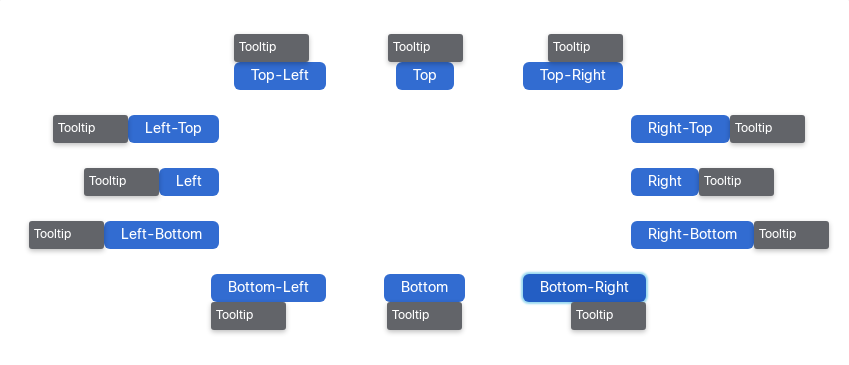 Tooltip Tooltip Tooltip
Top-Left Top Top-Right
Tooltip Left-Top Right-Top Tooltip
Tooltip Left Right Tooltip
Tooltip Left-Bottom Right-Bottom Tooltip
Bottom-Left Bottom Bottom-Right
Tooltip Tooltip Tooltip